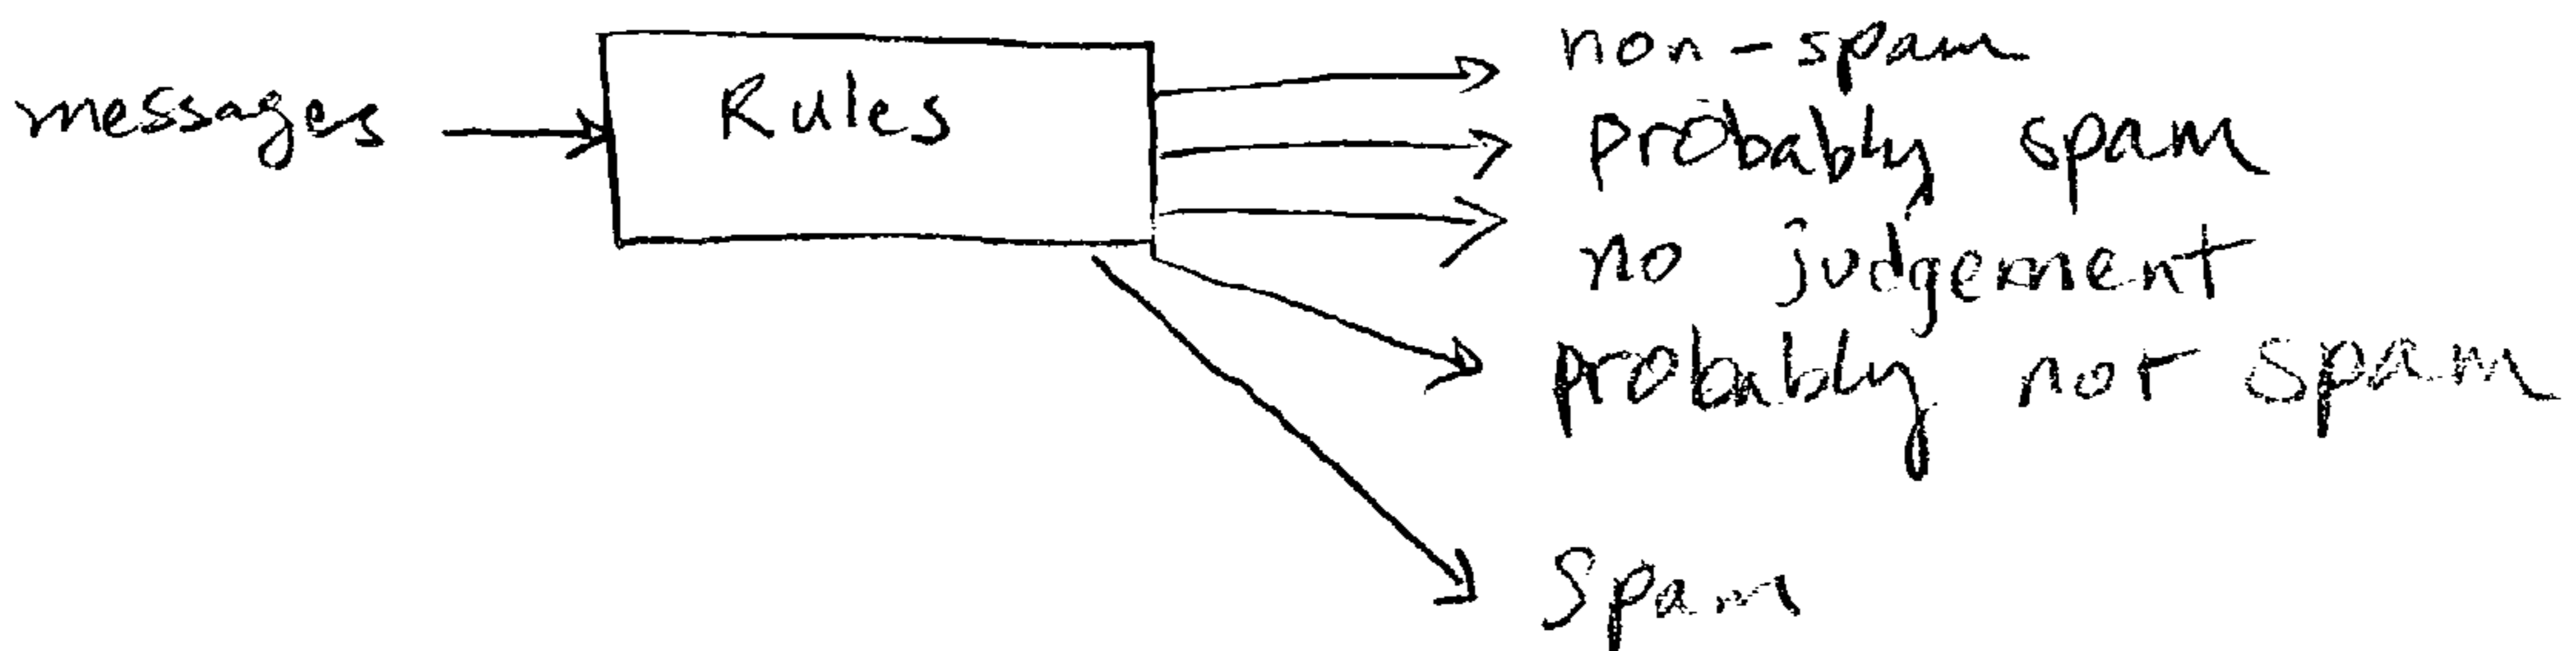 messages
Rules
non-spam
probably spam
no judgement
probably not spam
Spam